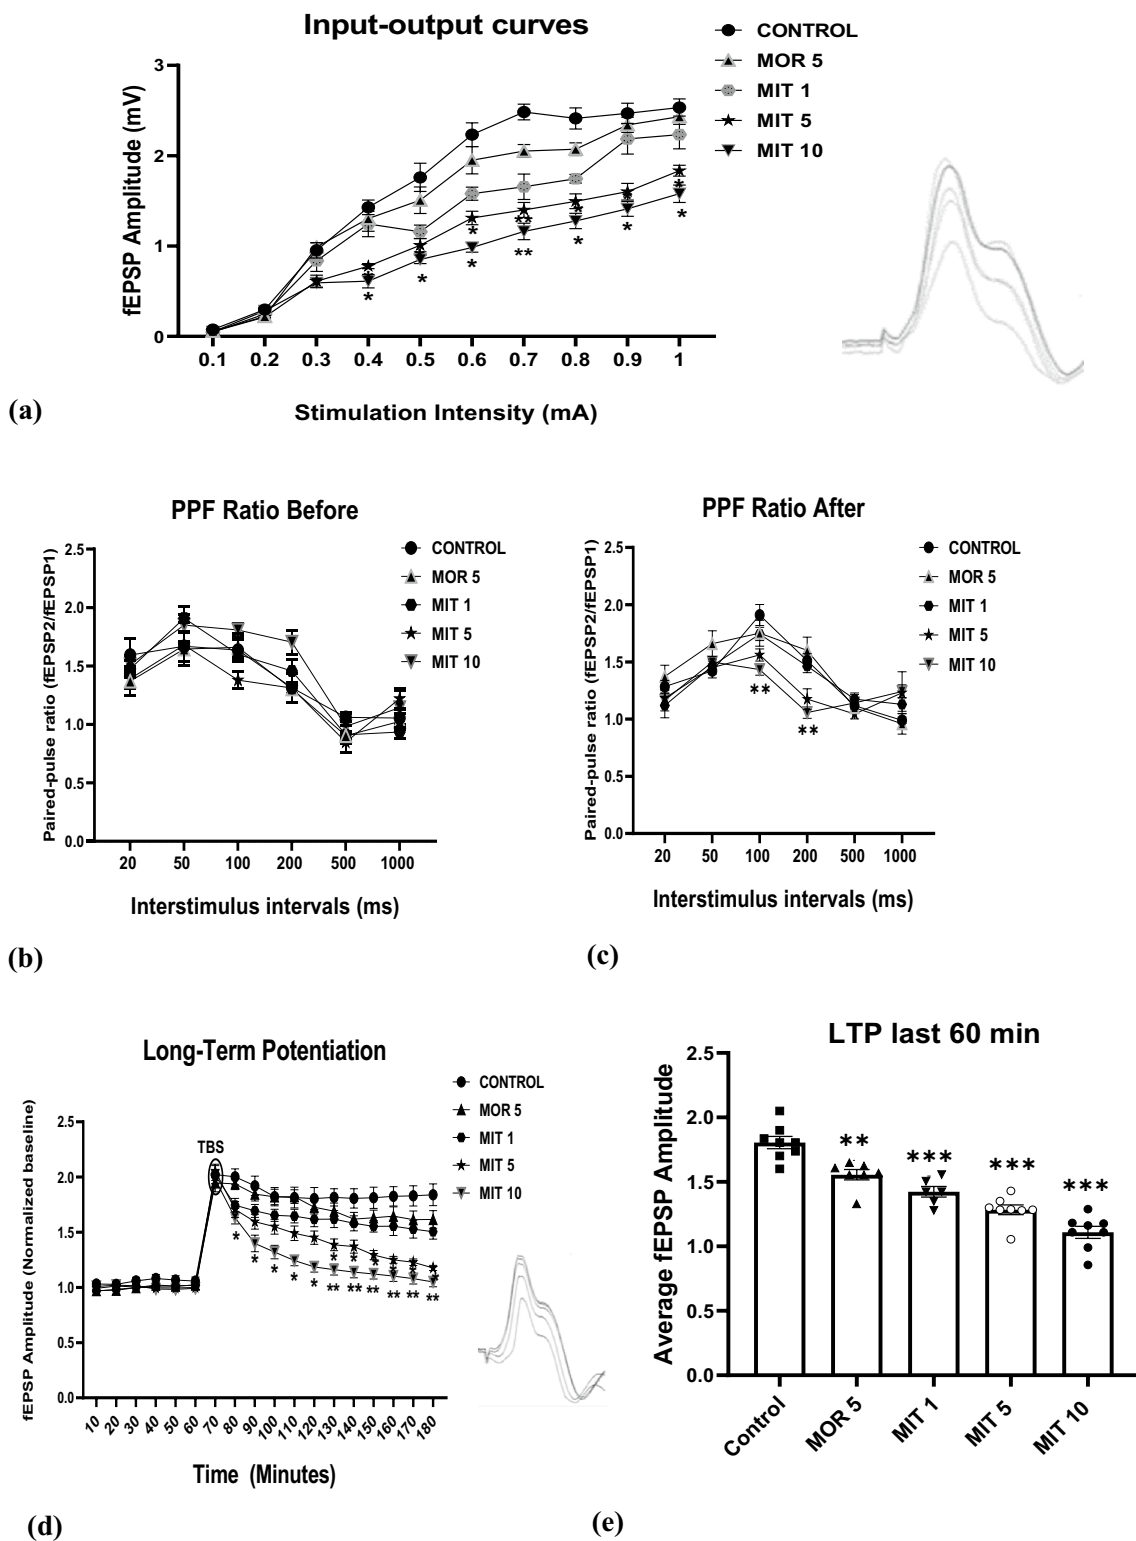 Input-output curves
CONTROL
MOR 5
MIT 1
MIT 5
MIT 10
fEPSP Amplitude (mV)
3
2
1
0
** 
* * * ** * * *
0.1 0.2 0.3 0.4 0.5 0.6 0.7 0.8 0.9 1
Stimulation Intensity (mA)
(a)
PPF Ratio Before
CONTROL
MOR 5
MIT 1
MIT 5
MIT 10
Paired-pulse ratio (fEPSP2/fEPSP1)
2.5
2.0
1.5
1.0
0.5
0.0
20 50 100 200 500 1000
Interstimulus intervals (ms)
(b)
PPF Ratio After
CONTROL
MOR 5
MIT 1
MIT 5
MIT 10
Paired-pulse ratio (fEPSP2/fEPSP1)
2.5
2.0
1.5
1.0
0.5
0.0
**
**
20 50 100 200 500 1000
Interstimulus intervals (ms)
(c)
Long-Term Potentiation
CONTROL
MOR 5
MIT 1
MIT 5
MIT 10
fEPSP Amplitude (Normalized baseline)
2.5
2.0
1.5
1.0
0.5
0.0
TBS
* * * * * ** ** ** ** ** **
10 20 30 40 50 60 70 80 90 100 110 120 130 140 150 160 170 180
Time (Minutes)
(d)
LTP last 60 min
Average fEPSP Amplitude
2.5
2.0
1.5
1.0
0.5
0.0
** *** *** ***
Control MOR 5 MIT 1 MIT 5 MIT 10
(e)